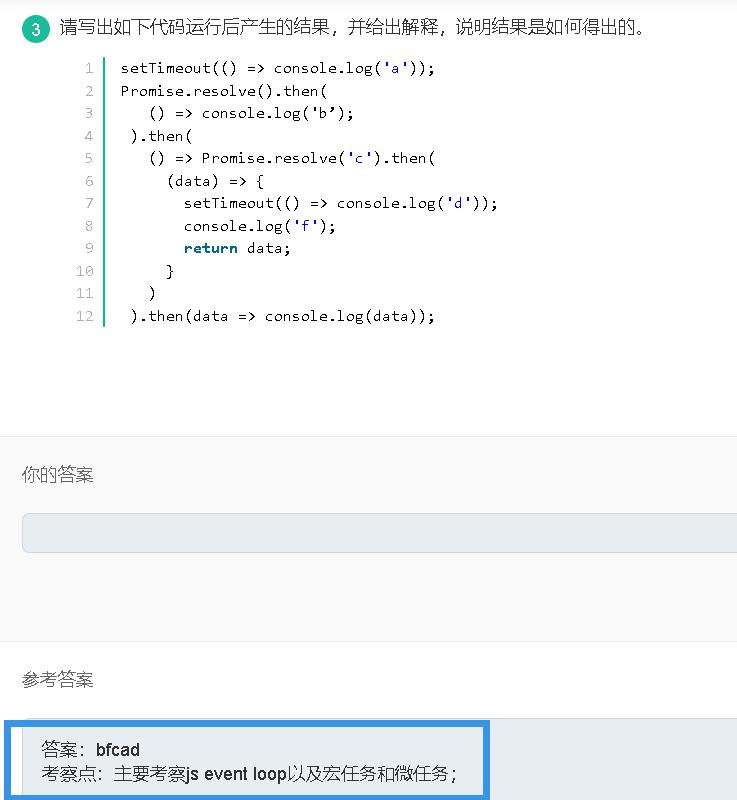 3 请写出如下代码运行后产生的结果，并给出解释，说明结果是如何得出的。
1 setTimeout(() => console.log('a'));
2 Promise.resolve().then(
3 () => console.log('b’);
4 ).then(
5 () => Promise.resolve('c').then(
6 (data) => {
7 setTimeout(() => console.log('d'));
8 console.log('f');
9 return data;
10 }
11 )
12 ).then(data => console.log(data));
你的答案
参考答案
答案：bfcad
考察点：主要考察js event loop以及宏任务和微任务；